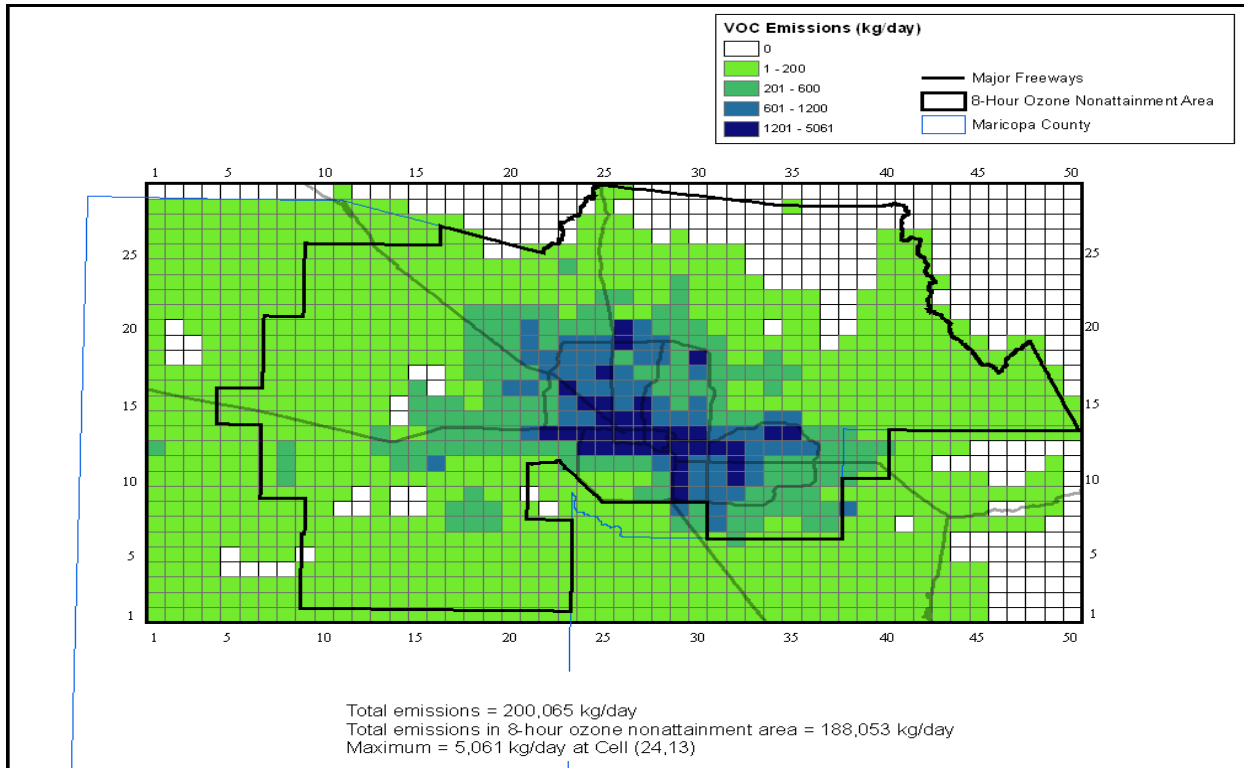 VOC Emissions (kg/day)
0
1 - 200
201 - 600
601 - 1200
1201 - 5061
Major Freeways
8-Hour Ozone Nonattainment Area
Maricopa County
1 5 10 15 20 25 30 35 40 45 50
25 25
20 20
15 15
10 10
5 5
1 1
1 5 10 15 20 25 30 35 40 45 50
Total emissions = 200,065 kg/day
Total emissions in 8-hour ozone nonattainment area = 188,053 kg/day
Maximum = 5,061 kg/day at Cell (24,13)